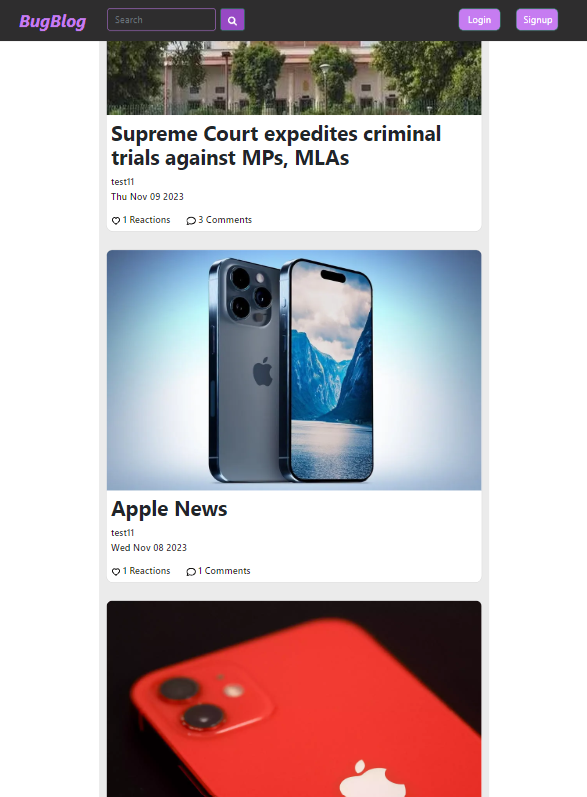 BugBlog
Search
Login
Signup
Supreme Court expedites criminal
trials against MPs, MLAs
test11
Thu Nov 09 2023
1 Reactions
3 Comments
Apple News
test11
Wed Nov 08 2023
1 Reactions
1 Comments